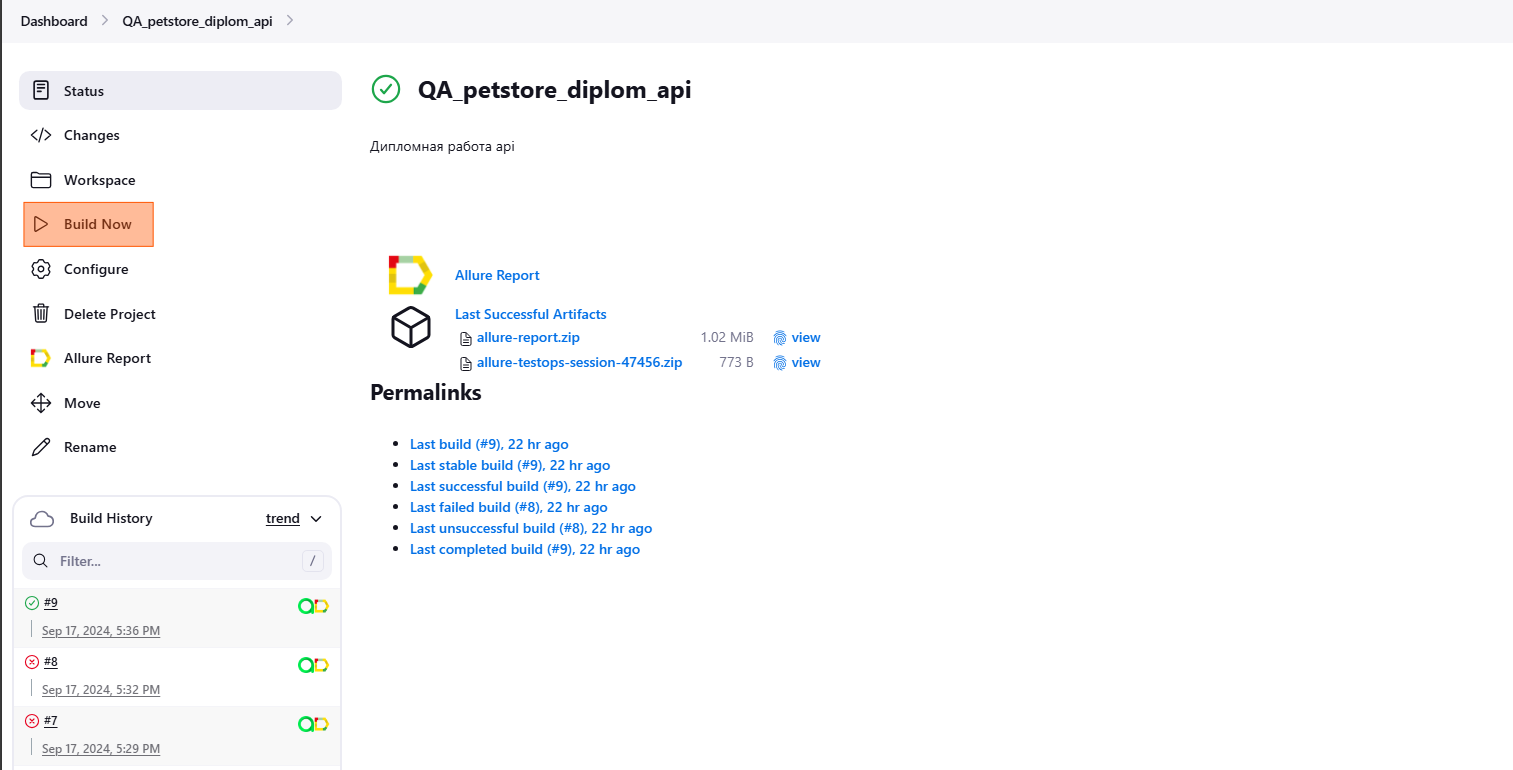 Dashboard > QA_petstore_diplom_api >
Status
Changes
Workspace
Build Now
Configure
Delete Project
Allure Report
Move
Rename
Build History trend
Filter... /
#9
Sep 17, 2024, 5:36 PM
#8
Sep 17, 2024, 5:32 PM
#7
Sep 17, 2024, 5:29 PM
QA_petstore_diplom_api
Дипломная работа api
Allure Report
Last Successful Artifacts
allure-report.zip 1.02 MiB view
allure-testops-session-47456.zip 773 B view
Permalinks
Last build (#9), 22 hr ago
Last stable build (#9), 22 hr ago
Last successful build (#9), 22 hr ago
Last failed build (#8), 22 hr ago
Last unsuccessful build (#8), 22 hr ago
Last completed build (#9), 22 hr ago